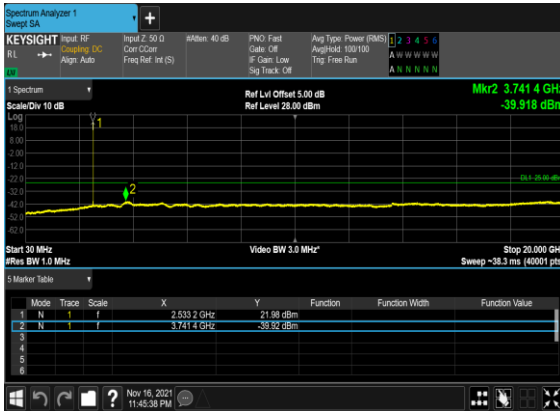 Spectrum Analyzer 1
Swept SA
+
KEYSIGHT Input: RF Input Z: 50 Ω #Atten: 40 dB PNO: Fast Avg Type: Power (RMS) 1 2 3 4 5 6
RL Coupling: DC Corr CCorr Gate: Off Avg|Hold: 100/100 A W W W W W
Align: Auto Freq Ref: Int (S) IF Gain: Low Trig: Free Run
Sig Track: Off A N N N N N
1 Spectrum Ref Lvl Offset 5.00 dB Mkr2 3.741 4 GHz
Scale/Div 10 dB Ref Level 28.00 dBm -39.918 dBm
Log
18.0 1
8.00
-2.00
-12.0
-22.0 DL1 -25.00 dBm
-32.0 2
-42.0
-52.0
-62.0
Start 30 MHz Video BW 3.0 MHz* Stop 20.000 GHz
#Res BW 1.0 MHz Sweep ~38.3 ms (40001 pts)
5 Marker Table
Mode Trace Scale X Y Function Function Width Function Value
1 N 1 f 2.533 2 GHz 21.98 dBm
2 N 1 f 3.741 4 GHz -39.92 dBm
3
4
5
6
? Nov 16, 2021
11:45:38 PM